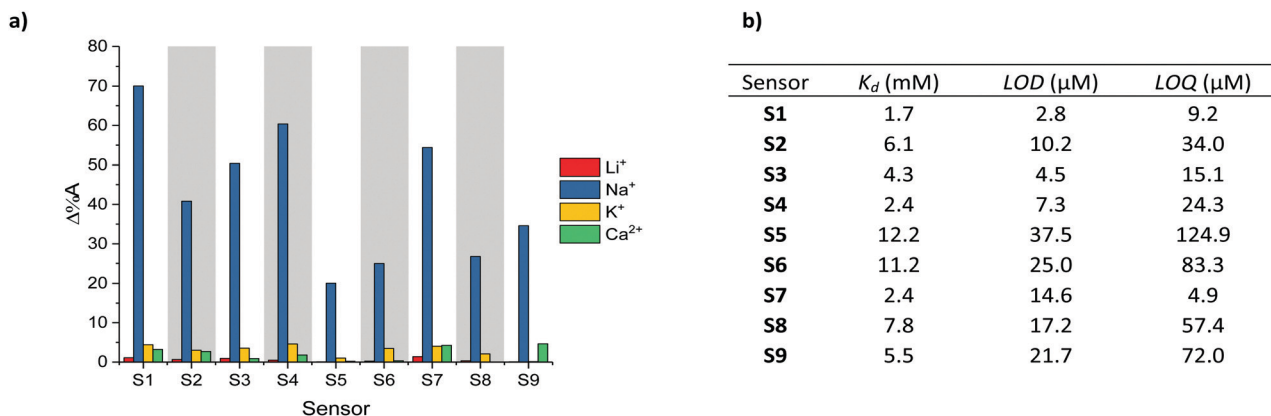 a)
80
70
60
50
40
30
20
10
0
Δ%A
S1 S2 S3 S4 S5 S6 S7 S8 S9
Sensor
Li⁺
Na⁺
K⁺
Ca²⁺
b)
Sensor K_d (mM) LOD (µM) LOQ (µM)
S1 1.7 2.8 9.2
S2 6.1 10.2 34.0
S3 4.3 4.5 15.1
S4 2.4 7.3 24.3
S5 12.2 37.5 124.9
S6 11.2 25.0 83.3
S7 2.4 14.6 4.9
S8 7.8 17.2 57.4
S9 5.5 21.7 72.0